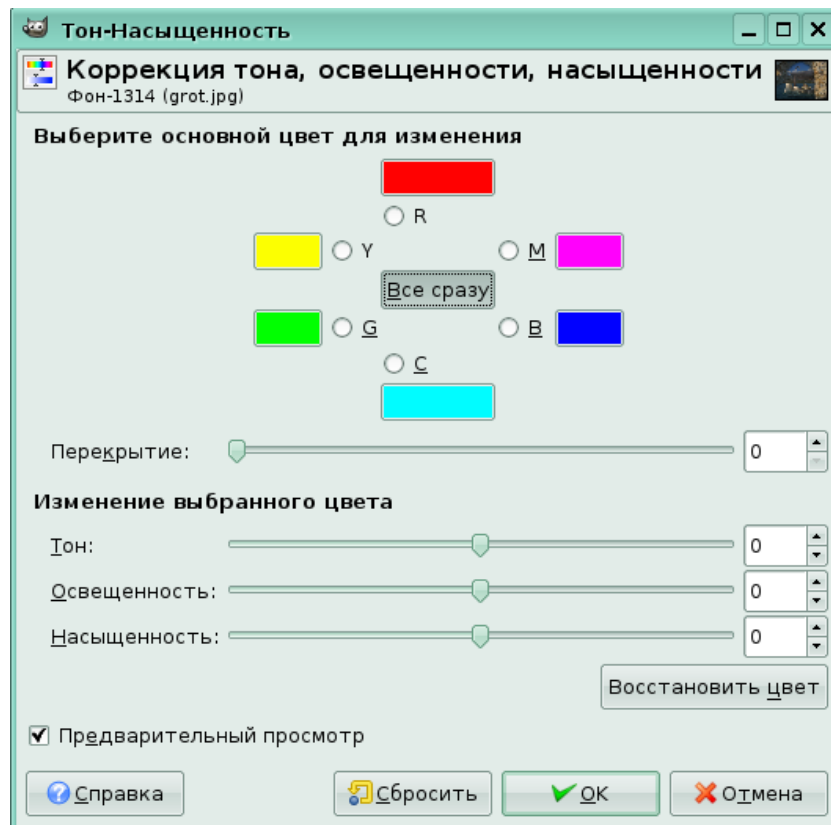 Тон-Насыщенность
Коррекция тона, освещенности, насыщенности
Фон-1314 (grot.jpg)
Выберите основной цвет для изменения
R
Y M
Все сразу
G B
C
Перекрытие: 0
Изменение выбранного цвета
Тон: 0
Освещенность: 0
Насыщенность: 0
Восстановить цвет
Предварительный просмотр
Справка Сбросить OK Отмена